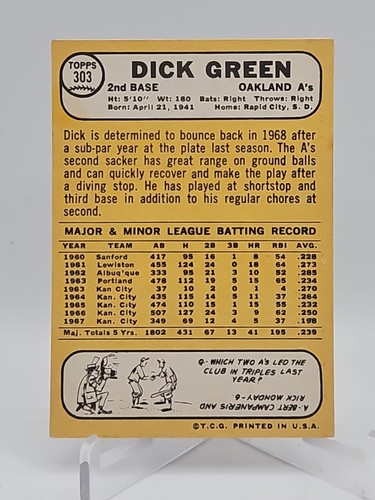 TOPPS
303
DICK GREEN
2nd BASE OAKLAND A's
Ht: 5'10" Wt: 180 Bats: Right Throws: Right
Born: April 21, 1941 Home: Rapid City, S. D.
Dick is determined to bounce back in 1968 after
a sub-par year at the plate last season. The A's
second sacker has great range on ground balls
and can quickly recover and make the play after
a diving stop. He has played at shortstop and
third base in addition to his regular chores at
second.
MAJOR & MINOR LEAGUE BATTING RECORD
YEAR TEAM AB H 2B 3B HR RBI AVG.
1960 Sanford 417 95 16 1 8 54 .228
1961 Lewiston 455 124 24 0 18 64 .273
1962 Albuq'que 333 95 21 3 10 52 .285
1963 Portland 478 112 19 5 15 65 .234
1963 Kan City 37 10 2 0 1 4 .270
1964 Kan. City 435 115 14 5 11 37 .264
1965 Kan. City 474 110 15 1 15 55 .232
1966 Kan. City 507 127 24 3 9 62 .250
1967 Kan. City 349 69 12 4 5 37 .198
Maj. Totals 5 Yrs. 1802 431 67 13 41 195 .239
Q- WHICH TWO A's LED THE
CLUB IN TRIPLES LAST
YEAR?
A- BERT CAMPANERIS AND
RICK MONDAY-6-
©T.C.G. PRINTED IN U.S.A.